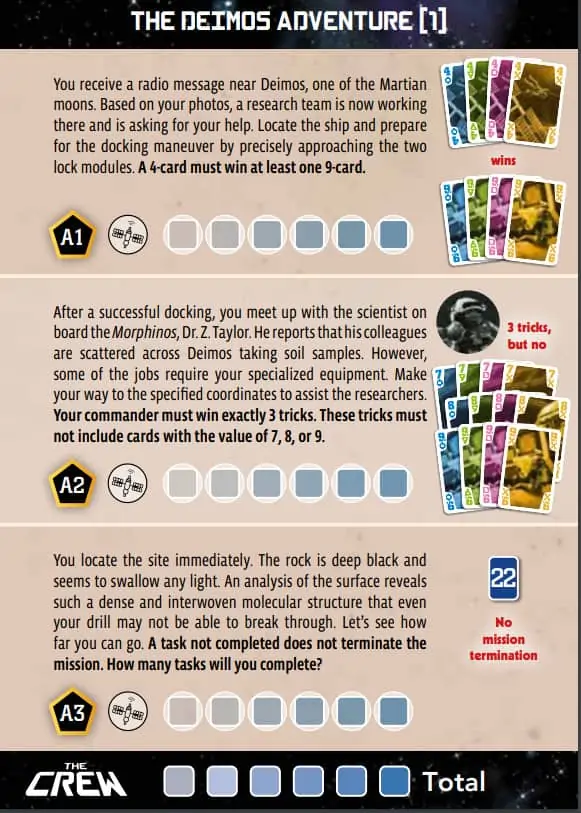 THE DEIMOS ADVENTURE [1]
You receive a radio message near Deimos, one of the Martian
moons. Based on your photos, a research team is now working
there and is asking for your help. Locate the ship and prepare
for the docking maneuver by precisely approaching the two
lock modules. A 4-card must win at least one 9-card.
wins
A1
After a successful docking, you meet up with the scientist on
board the Morphinos, Dr. Z. Taylor. He reports that his colleagues
are scattered across Deimos taking soil samples. However,
some of the jobs require your specialized equipment. Make
your way to the specified coordinates to assist the researchers.
Your commander must win exactly 3 tricks. These tricks must
not include cards with the value of 7, 8, or 9.
3 tricks,
but no
A2
You locate the site immediately. The rock is deep black and
seems to swallow any light. An analysis of the surface reveals
such a dense and interwoven molecular structure that even
your drill may not be able to break through. Let's see how
far you can go. A task not completed does not terminate the
mission. How many tasks will you complete?
22
No
mission
termination
A3
THE
CREW
Total